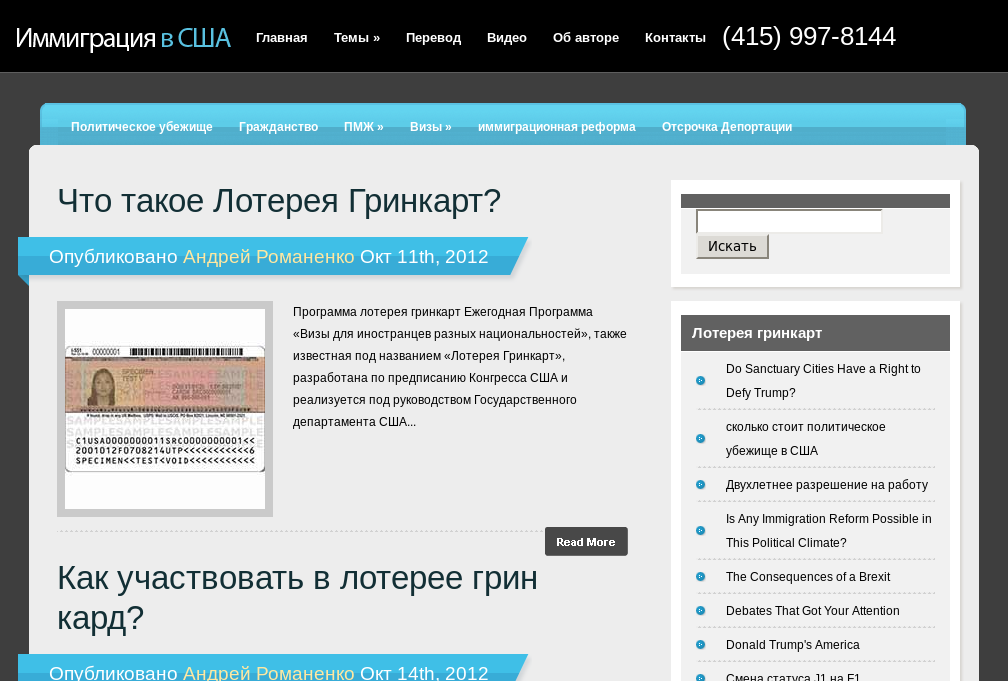 Иммиграция в США
Главная Темы » Перевод Видео Об авторе Контакты (415) 997-8144
Политическое убежище Гражданство ПМЖ » Визы » иммиграционная реформа Отсрочка Депортации
Что такое Лотерея Гринкарт?
Опубликовано Андрей Романенко Окт 11th, 2012
Программа лотерея гринкарт Ежегодная Программа
«Визы для иностранцев разных национальностей», также
известная под названием «Лотерея Гринкарт»,
разработана по предписанию Конгресса США и
реализуется под руководством Государственного
департамента США...
00000001
SPECIMEN
TEST V
C1USA0000000011SRC0000000001<<
2001012F0708214UTP<<<<<<<<<<<6
SPECIMEN<<TEST<VOID<<<<<<<<<<<
Read More
Как участвовать в лотерее грин
кард?
Опубликовано Андрей Романенко Окт 14th, 2012
Искать
Лотерея гринкарт
Do Sanctuary Cities Have a Right to
Defy Trump?
сколько стоит политическое
убежище в США
Двухлетнее разрешение на работу
Is Any Immigration Reform Possible in
This Political Climate?
The Consequences of a Brexit
Debates That Got Your Attention
Donald Trump's America
Смена статуса J1 на F1